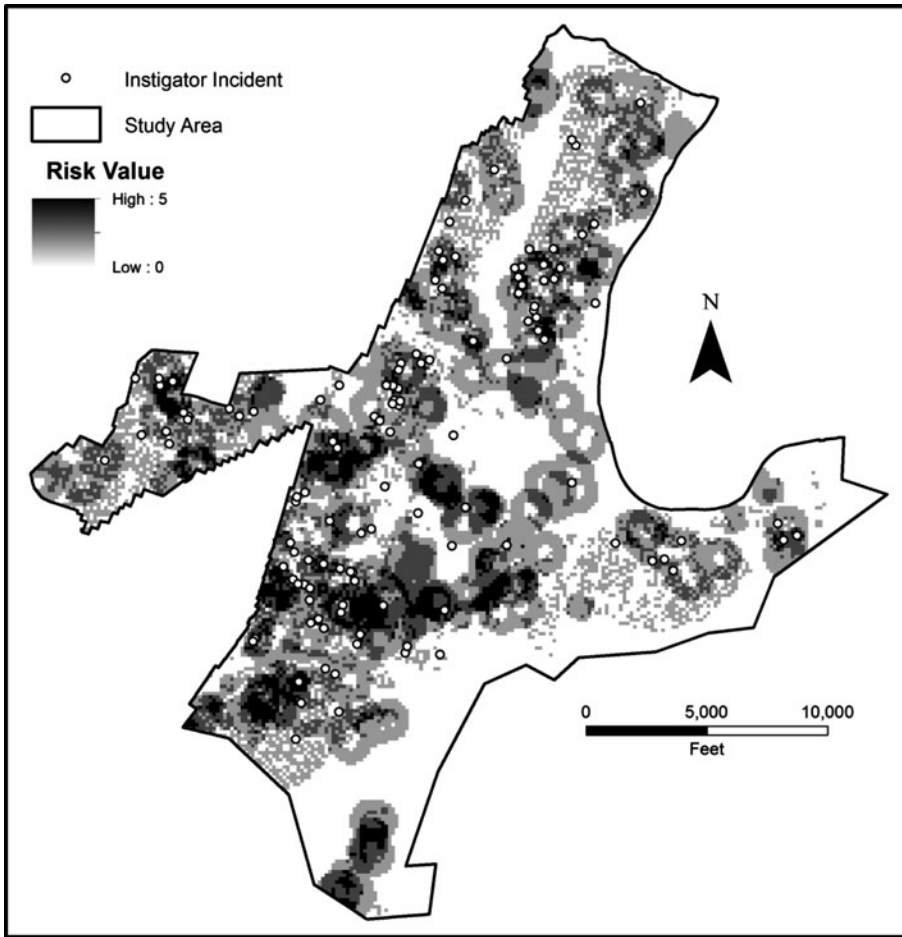 Instigator Incident
Study Area
Risk Value
High : 5
Low : 0
N
0 5,000 10,000
Feet